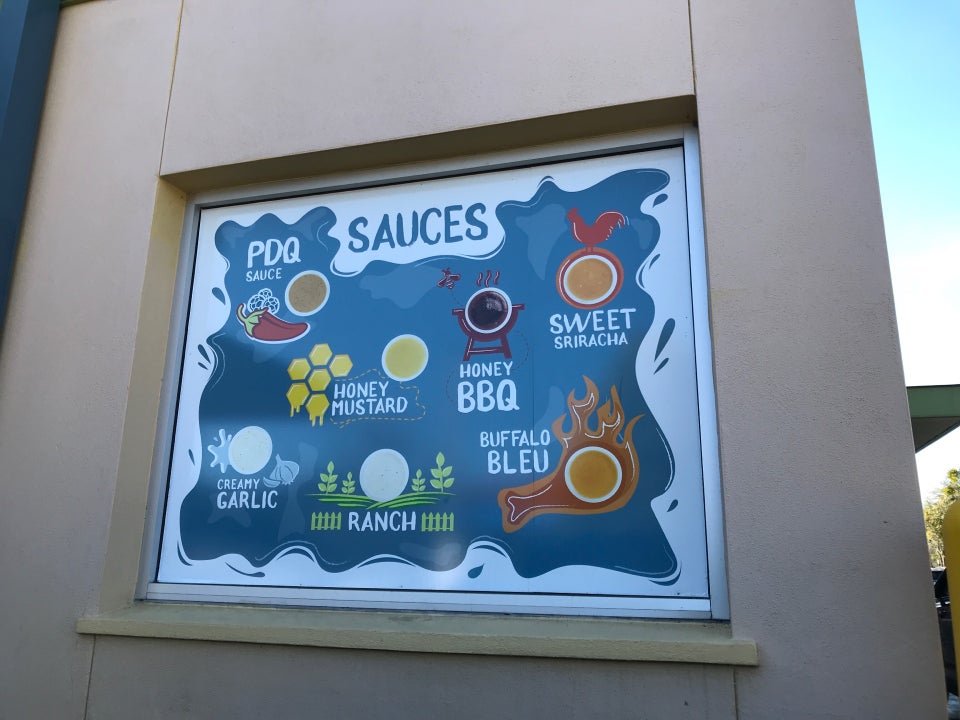 SAUCES
PDQ
SAUCE
SWEET
SRIRACHA
HONEY
MUSTARD
HONEY
BBQ
BUFFALO
BLEU
CREAMY
GARLIC
RANCH